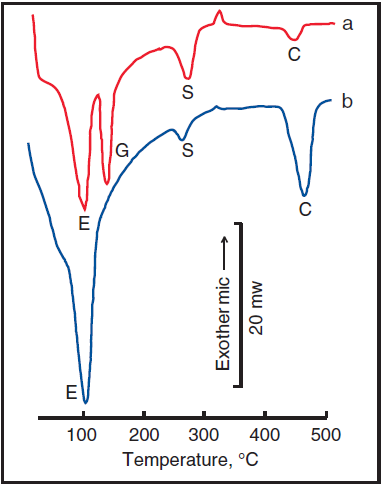 a
C
S
b
G
S
C
E
Exother mic →
20 mw
E
100 200 300 400 500
Temperature, °C